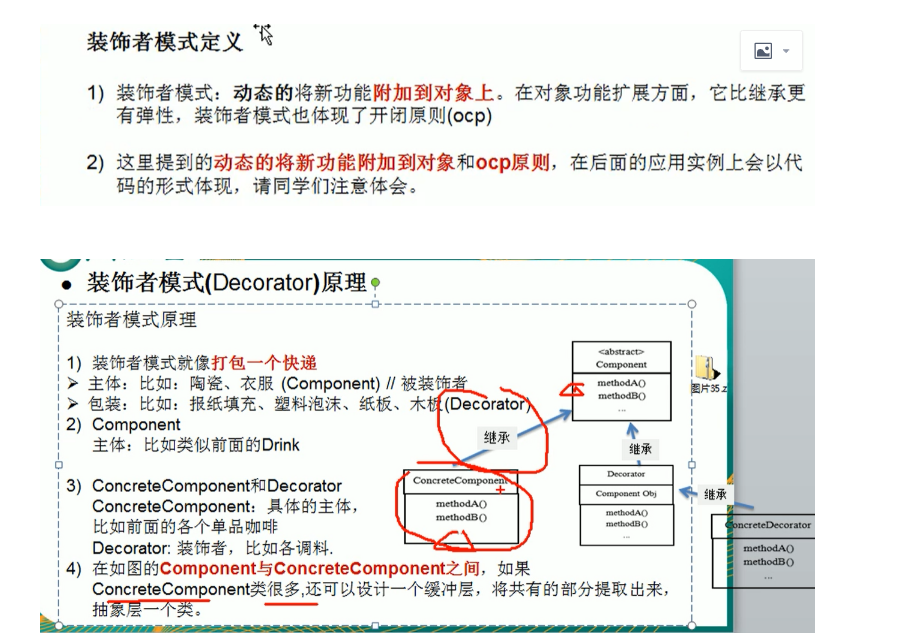 装饰者模式定义
1) 装饰者模式：动态的将新功能附加到对象上。在对象功能扩展方面，它比继承更
有弹性，装饰者模式也体现了开闭原则(ocp)
2) 这里提到的动态的将新功能附加到对象和ocp原则，在后面的应用实例上会以代
码的形式体现，请同学们注意体会。
● 装饰者模式(Decorator)原理
装饰者模式原理
1) 装饰者模式就像打包一个快递
➢ 主体：比如：陶瓷、衣服 (Component) // 被装饰者
➢ 包装：比如：报纸填充、塑料泡沫、纸板、木板(Decorator)
2) Component
主体：比如类似前面的Drink
3) ConcreteComponent和Decorator
ConcreteComponent：具体的主体，
比如前面的各个单品咖啡
Decorator: 装饰者，比如各调料.
4) 在如图的Component与ConcreteComponent之间，如果
ConcreteComponent类很多,还可以设计一个缓冲层，将共有的部分提取出来，
抽象层一个类。
<abstract>
Component
methodA()
methodB()
...
继承
继承
继承
ConcreteComponent
methodA()
methodB()
Decorator
Component Obj
methodA()
methodB()
...
ConcreteDecorator
methodA()
methodB()
...
图片35.z